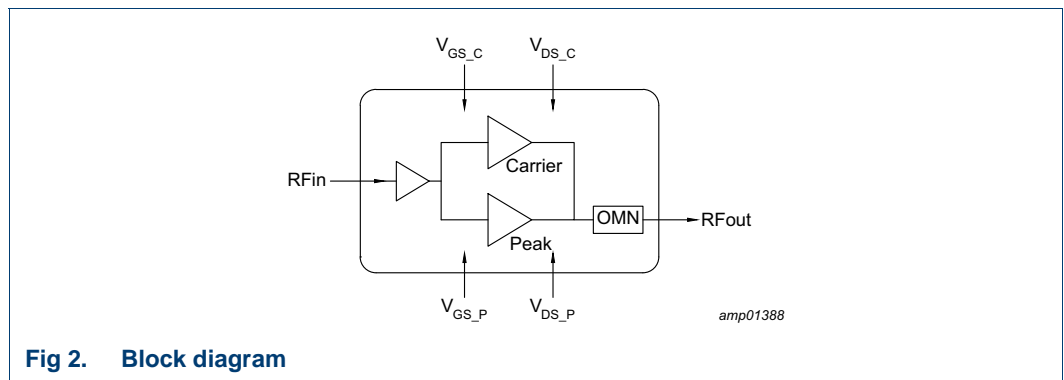 V_GS_C V_DS_C
Carrier
RFin
OMN RFout
Peak
V_GS_P V_DS_P
amp01388
Fig 2. Block diagram